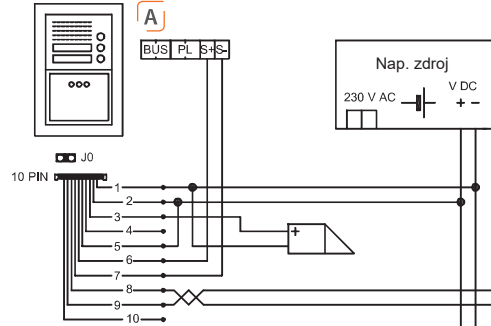 A
BUS PL S+ S-
Nap. zdroj
230 V AC
V DC
+ -
J0
10 PIN
1
2
3
+
4
5
6
7
8
9
10